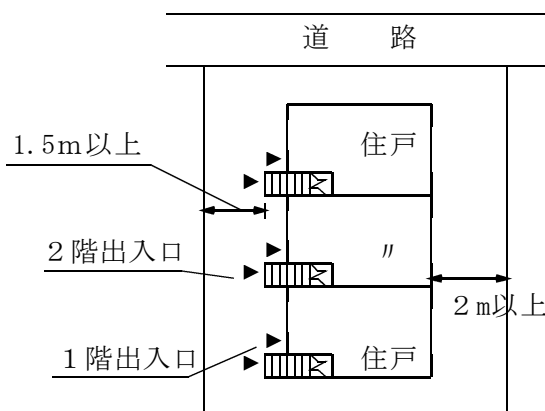 道　　路
1.5m以上
住戸
2階出入口
〃
2m以上
1階出入口
住戸